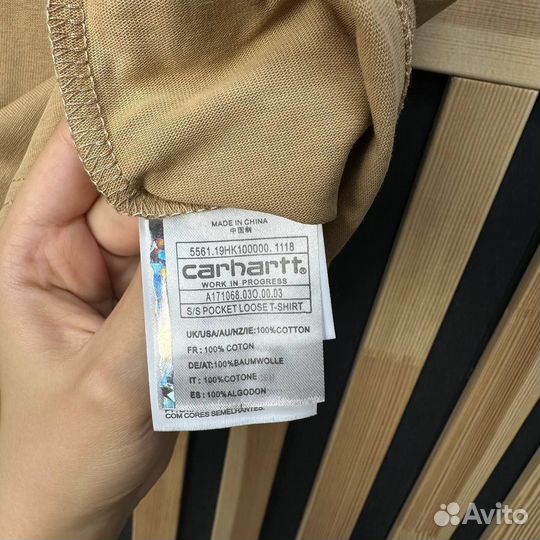 MADE IN CHINA
中国制
5561.19HK100000.1118
carhartt.
WORK IN PROGRESS
A171068.03O.00.03
S/S POCKET LOOSE T-SHIRT
UK/USA/AU/NZ/IE:100%COTTON
FR : 100% COTON
DE/AT:100%BAUMWOLLE
IT : 100%COTONE
ES : 100%ALGODON
COM CORES SEMELHANTES.
Avito